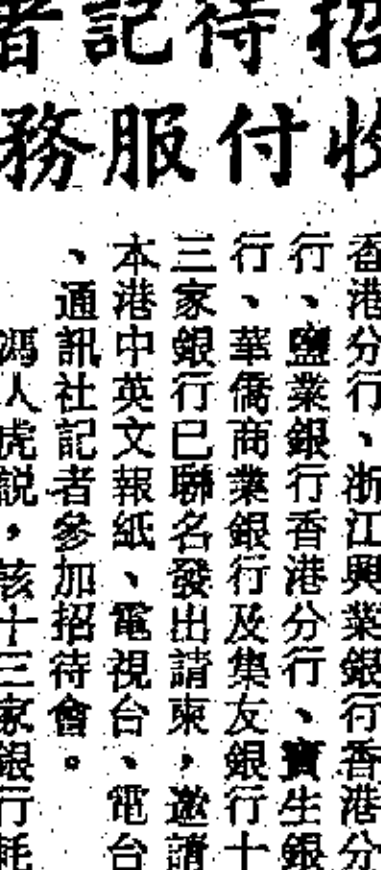 招待記者
收付服務
香港分行、浙江興業銀行香港分
行、鹽業銀行香港分行、寶生銀
行、華僑商業銀行及集友銀行十
三家銀行已聯名發出請柬，邀請
本港中英文報紙、電視台、電台
、通訊社記者參加招待會。
馮人虎説，該十三家銀行耗